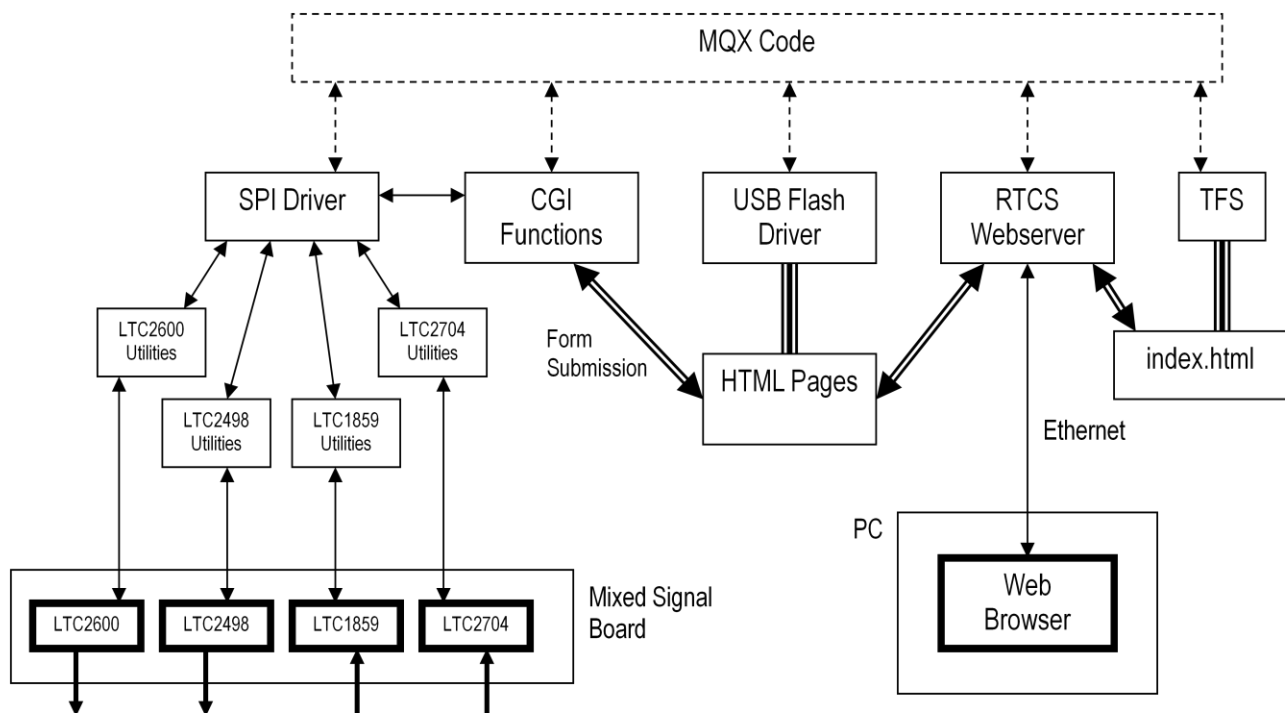 MQX Code
SPI Driver
CGI
Functions
USB Flash
Driver
RTCS
Webserver
TFS
LTC2600
Utilities
LTC2704
Utilities
Form
Submission
HTML Pages
index.html
LTC2498
Utilities
LTC1859
Utilities
Ethernet
PC
Web
Browser
Mixed Signal
Board
LTC2600
LTC2498
LTC1859
LTC2704